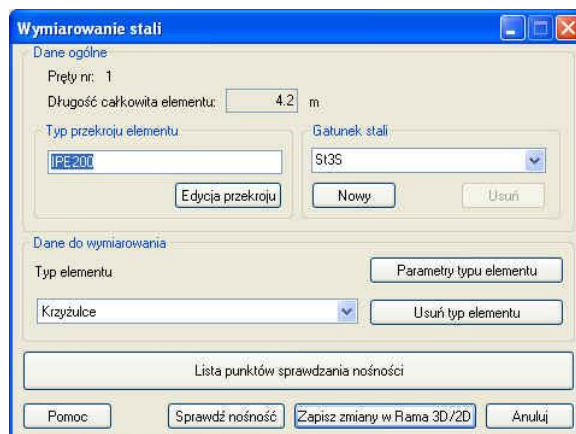 Wymiarowanie stali
Dane ogólne
Pręty nr: 1
Długość całkowita elementu: 4.2 m
Typ przekroju elementu
IPE200
Edycja przekroju
Gatunek stali
St3S
Nowy Usuń
Dane do wymiarowania
Typ elementu
Parametry typu elementu
Krzyżulce
Usuń typ elementu
Lista punktów sprawdzania nośności
Pomoc Sprawdź nośność Zapisz zmiany w Rama 3D/2D Anuluj